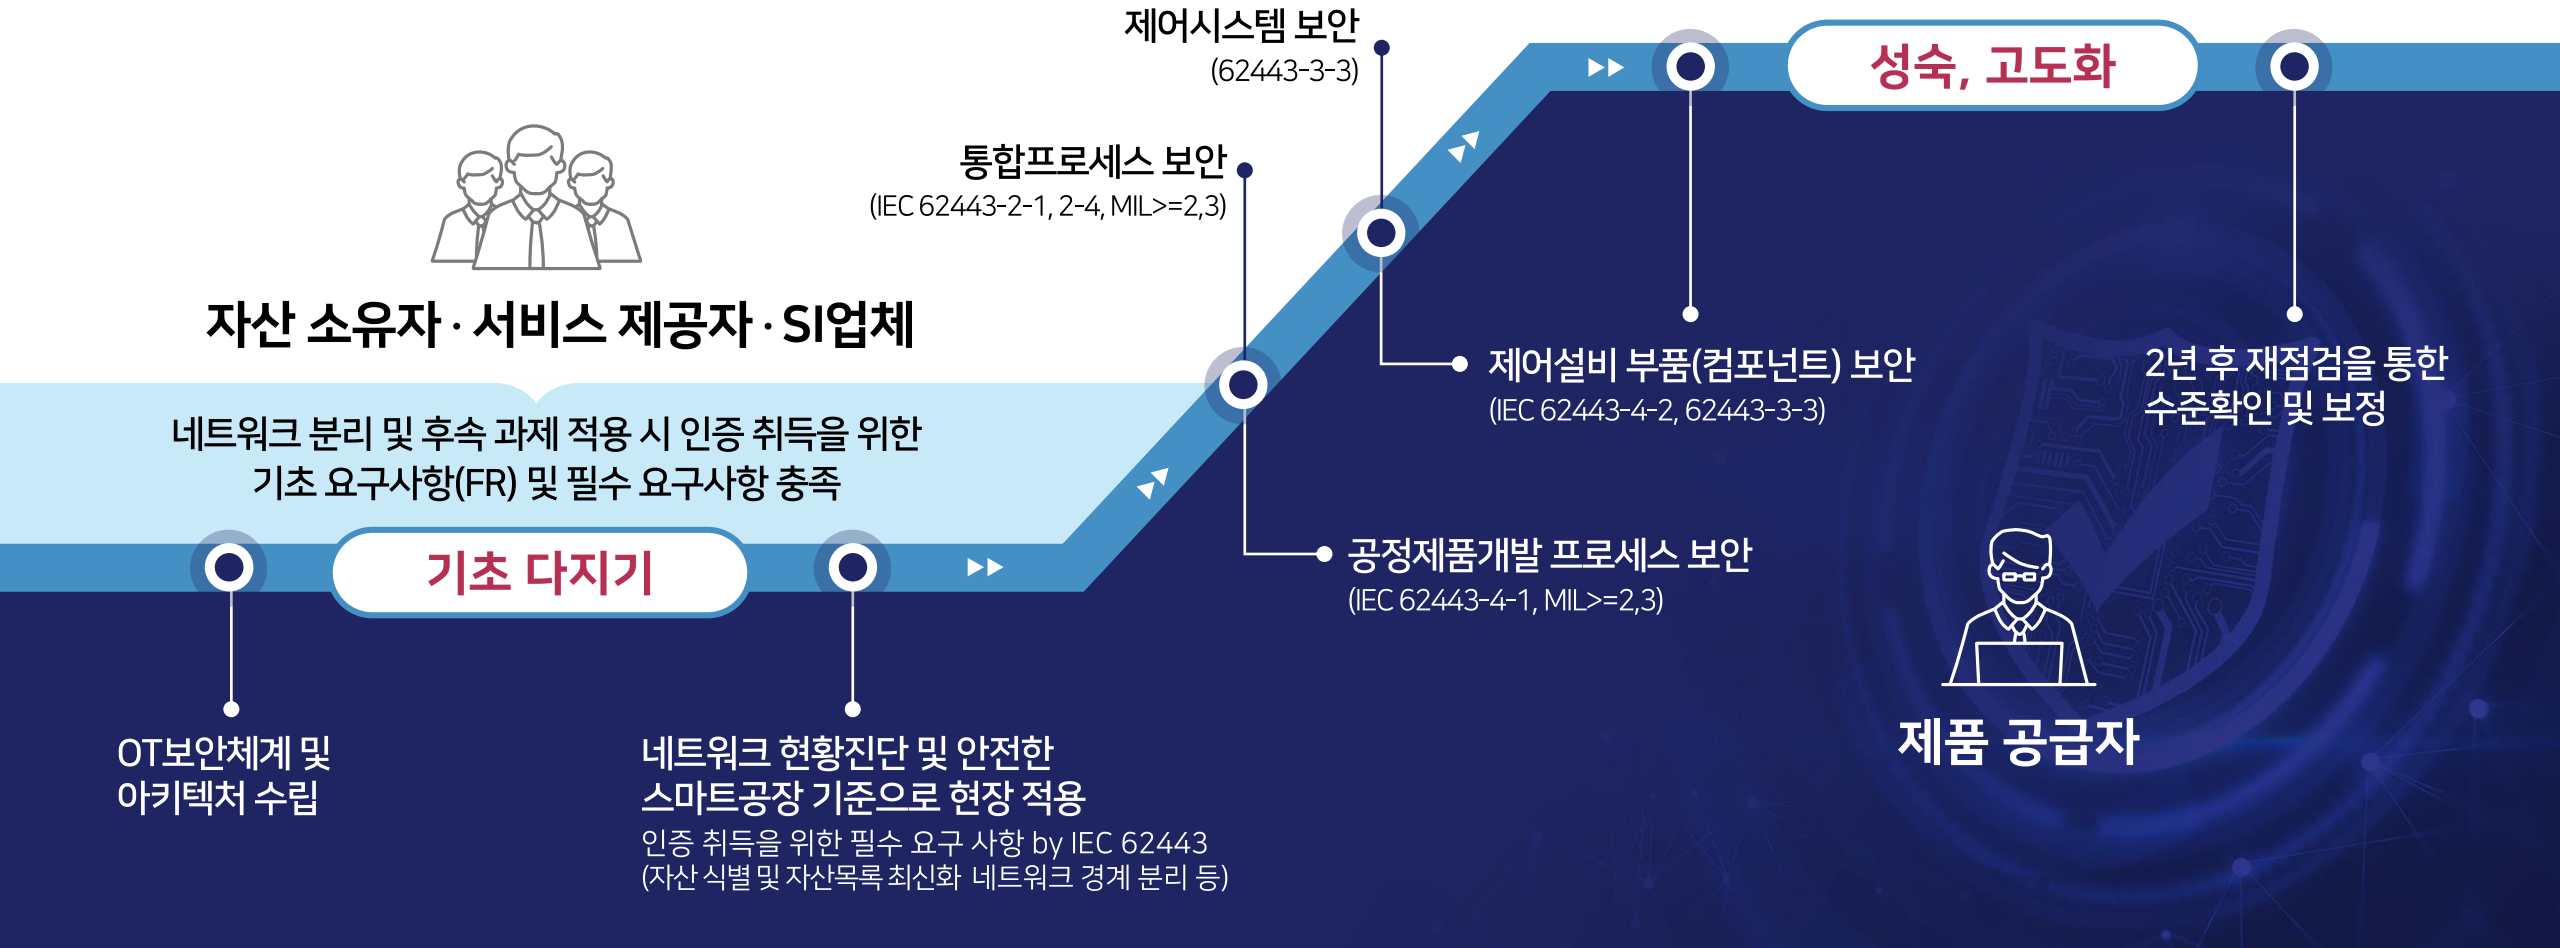 제어시스템 보안
(62443-3-3)
통합프로세스 보안
(IEC 62443-2-1, 2-4, MIL>=2,3)
성숙, 고도화
자산 소유자 · 서비스 제공자 · SI업체
네트워크 분리 및 후속 과제 적용 시 인증 취득을 위한
기초 요구사항(FR) 및 필수 요구사항 충족
기초 다지기
제어설비 부품(컴포넌트) 보안
(IEC 62443-4-2, 62443-3-3)
2년 후 재점검을 통한
수준확인 및 보정
공정제품개발 프로세스 보안
(IEC 62443-4-1, MIL>=2,3)
제품 공급자
OT보안체계 및
아키텍처 수립
네트워크 현황진단 및 안전한
스마트공장 기준으로 현장 적용
인증 취득을 위한 필수 요구 사항 by IEC 62443
(자산 식별 및 자산목록 최신화 네트워크 경계 분리 등)